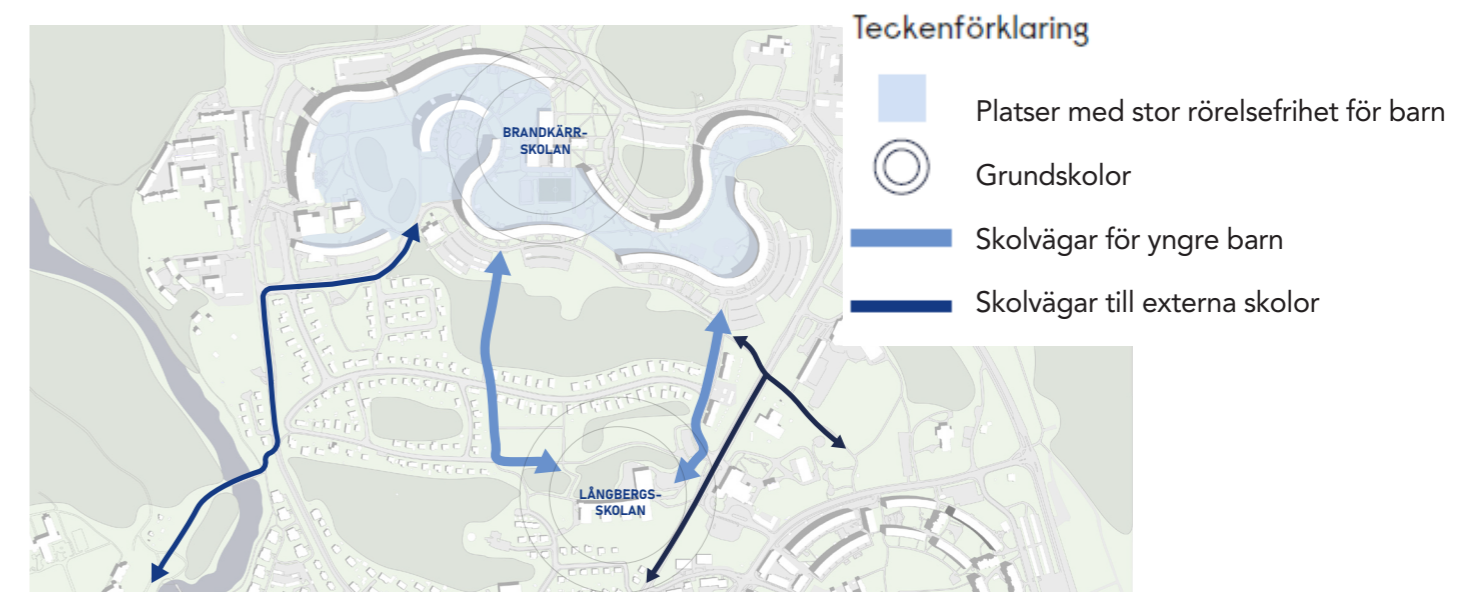 Teckenförklaring
Platser med stor rörelsefrihet för barn
Grundskolor
Skolvägar för yngre barn
Skolvägar till externa skolor
BRANDKÄRR-
SKOLAN
LÅNGBERGS-
SKOLAN